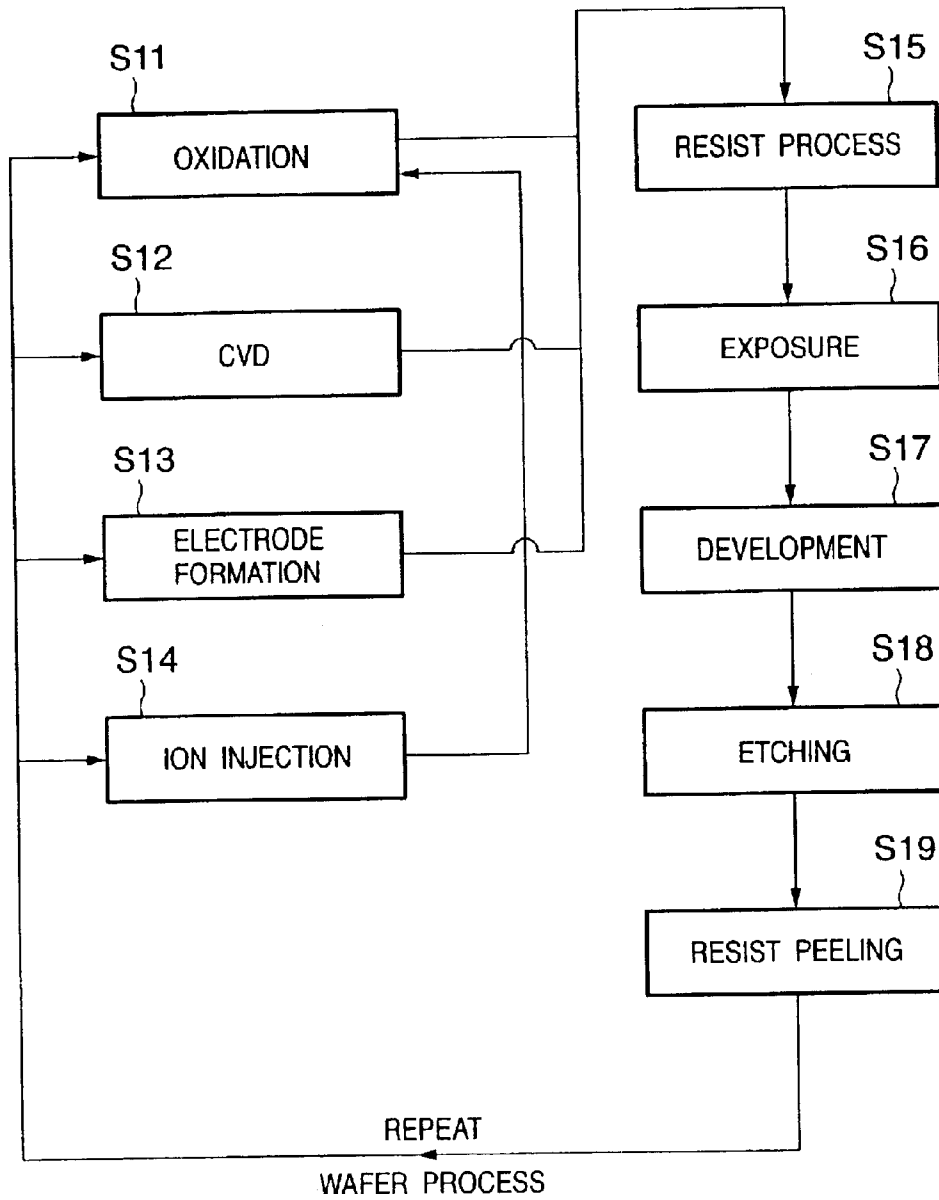 S11
OXIDATION
S12
CVD
S13
ELECTRODE
FORMATION
S14
ION INJECTION
S15
RESIST PROCESS
S16
EXPOSURE
S17
DEVELOPMENT
S18
ETCHING
S19
RESIST PEELING
REPEAT
WAFER PROCESS